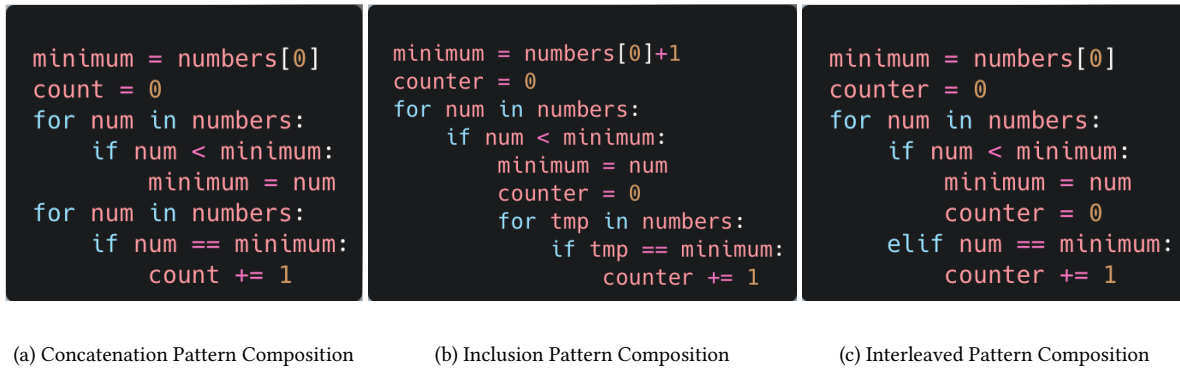 minimum = numbers[0]
count = 0
for num in numbers:
    if num < minimum:
        minimum = num
for num in numbers:
    if num == minimum:
        count += 1
(a) Concatenation Pattern Composition
minimum = numbers[0]+1
counter = 0
for num in numbers:
    if num < minimum:
        minimum = num
        counter = 0
        for tmp in numbers:
            if tmp == minimum:
                counter += 1
(b) Inclusion Pattern Composition
minimum = numbers[0]
counter = 0
for num in numbers:
    if num < minimum:
        minimum = num
        counter = 0
    elif num == minimum:
        counter += 1
(c) Interleaved Pattern Composition